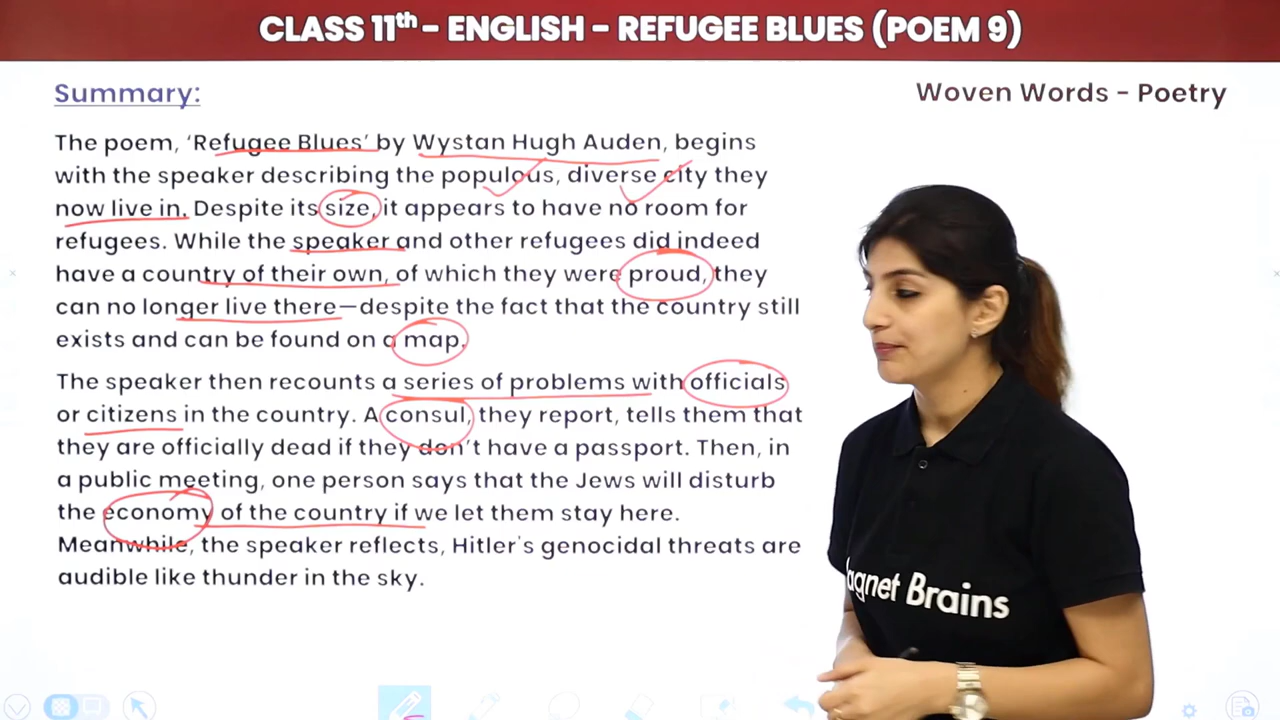 CLASS 11th - ENGLISH - REFUGEE BLUES (POEM 9)
Summary:
Woven Words - Poetry
The poem, ‘Refugee Blues’ by Wystan Hugh Auden, begins
with the speaker describing the populous, diverse city they
now live in. Despite its size, it appears to have no room for
refugees. While the speaker and other refugees did indeed
have a country of their own, of which they were proud, they
can no longer live there—despite the fact that the country still
exists and can be found on a map.
The speaker then recounts a series of problems with officials
or citizens in the country. A consul, they report, tells them that
they are officially dead if they don't have a passport. Then, in
a public meeting, one person says that the Jews will disturb
the economy of the country if we let them stay here.
Meanwhile, the speaker reflects, Hitler's genocidal threats are
audible like thunder in the sky.
agnet Brains